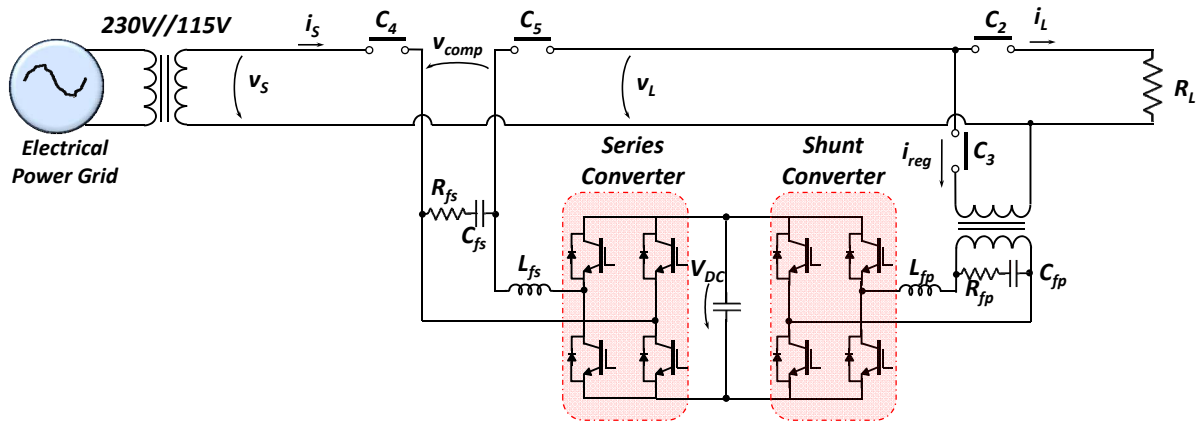 230V//115V
i_S
C_4
v_comp
C_5
C_2
i_L
v_S
v_L
R_L
Electrical
Power Grid
Series
Converter
Shunt
Converter
i_reg
C_3
R_fs
C_fs
L_fs
V_DC
L_fp
R_fp
C_fp